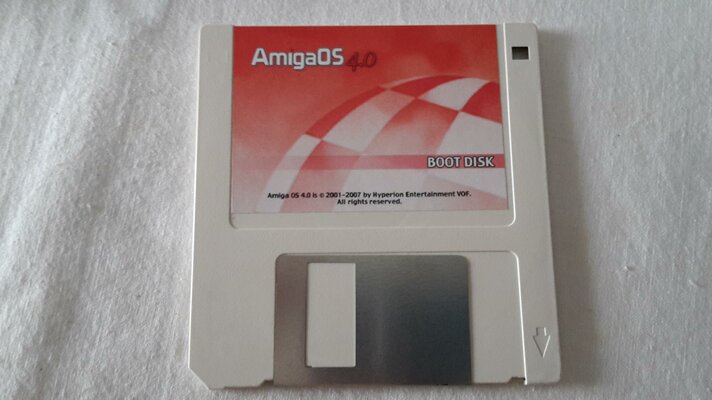 AmigaOS 4.0
BOOT DISK
Amiga OS 4.0 is © 2001-2007 by Hyperion Entertainment VOF.
All rights reserved.